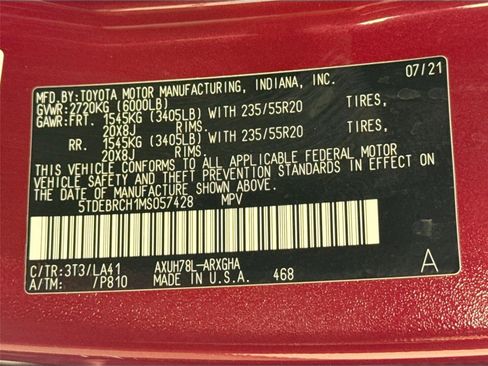 MFD.BY:TOYOTA MOTOR MANUFACTURING, INDIANA, INC. 07/21
GVWR:2720KG (6000LB)
GAWR:FRT. 1545KG (3405LB) WITH 235/55R20 TIRES,
20X8J RIMS.
RR. 1545KG (3405LB) WITH 235/55R20 TIRES,
20X8J RIMS.
THIS VEHICLE CONFORMS TO ALL APPLICABLE FEDERAL MOTOR
VEHICLE SAFETY AND THEFT PREVENTION STANDARDS IN EFFECT ON
THE DATE OF MANUFACTURE SHOWN ABOVE.
5TDEBRCH1MS057428 MPV
C/TR:3T3/LA41 AXUH78L-ARXGHA A
A/TM: /P810 MADE IN U.S.A. 468